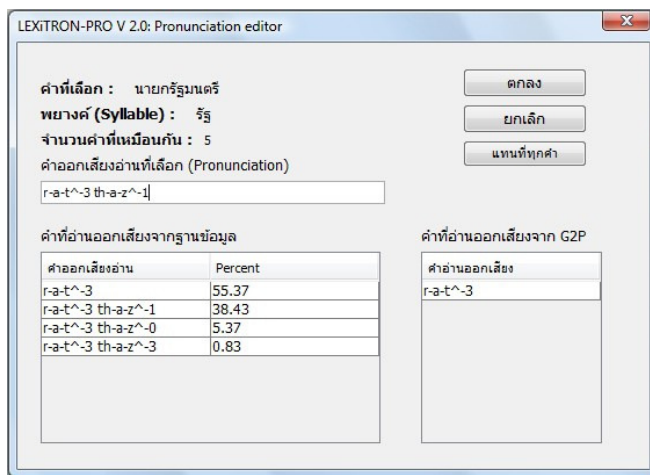 LEXiTRON-PRO V 2.0: Pronunciation editor
คำที่เลือก : นายกรัฐมนตรี
พยางค์ (Syllable) : รัฐ
จำนวนคำที่เหมือนกัน : 5
คำออกเสียงอ่านที่เลือก (Pronunciation)
r-a-t^-3 th-a-z^-1
ตกลง
ยกเลิก
แทนที่ทุกคำ
คำที่อ่านออกเสียงจากฐานข้อมูล
คำออกเสียงอ่าน Percent
r-a-t^-3 55.37
r-a-t^-3 th-a-z^-1 38.43
r-a-t^-3 th-a-z^-0 5.37
r-a-t^-3 th-a-z^-3 0.83
คำที่อ่านออกเสียงจาก G2P
คำอ่านออกเสียง
r-a-t^-3